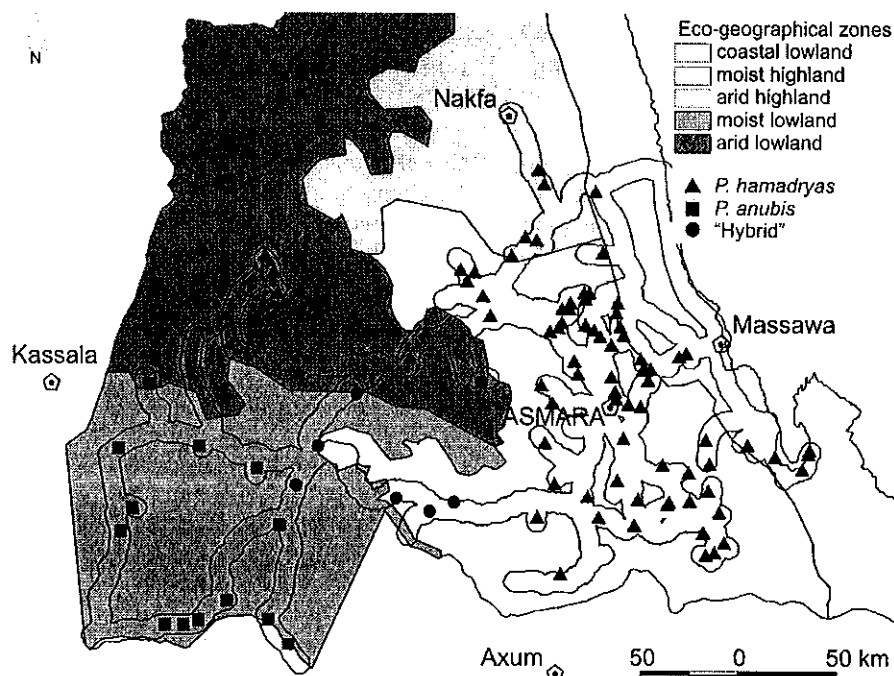 Eco-geographical zones
coastal lowland
moist highland
arid highland
moist lowland
arid lowland
P. hamadryas
P. anubis
"Hybrid"
N
Nakfa
Massawa
Kassala
ASMARA
Axum
50 0 50 km